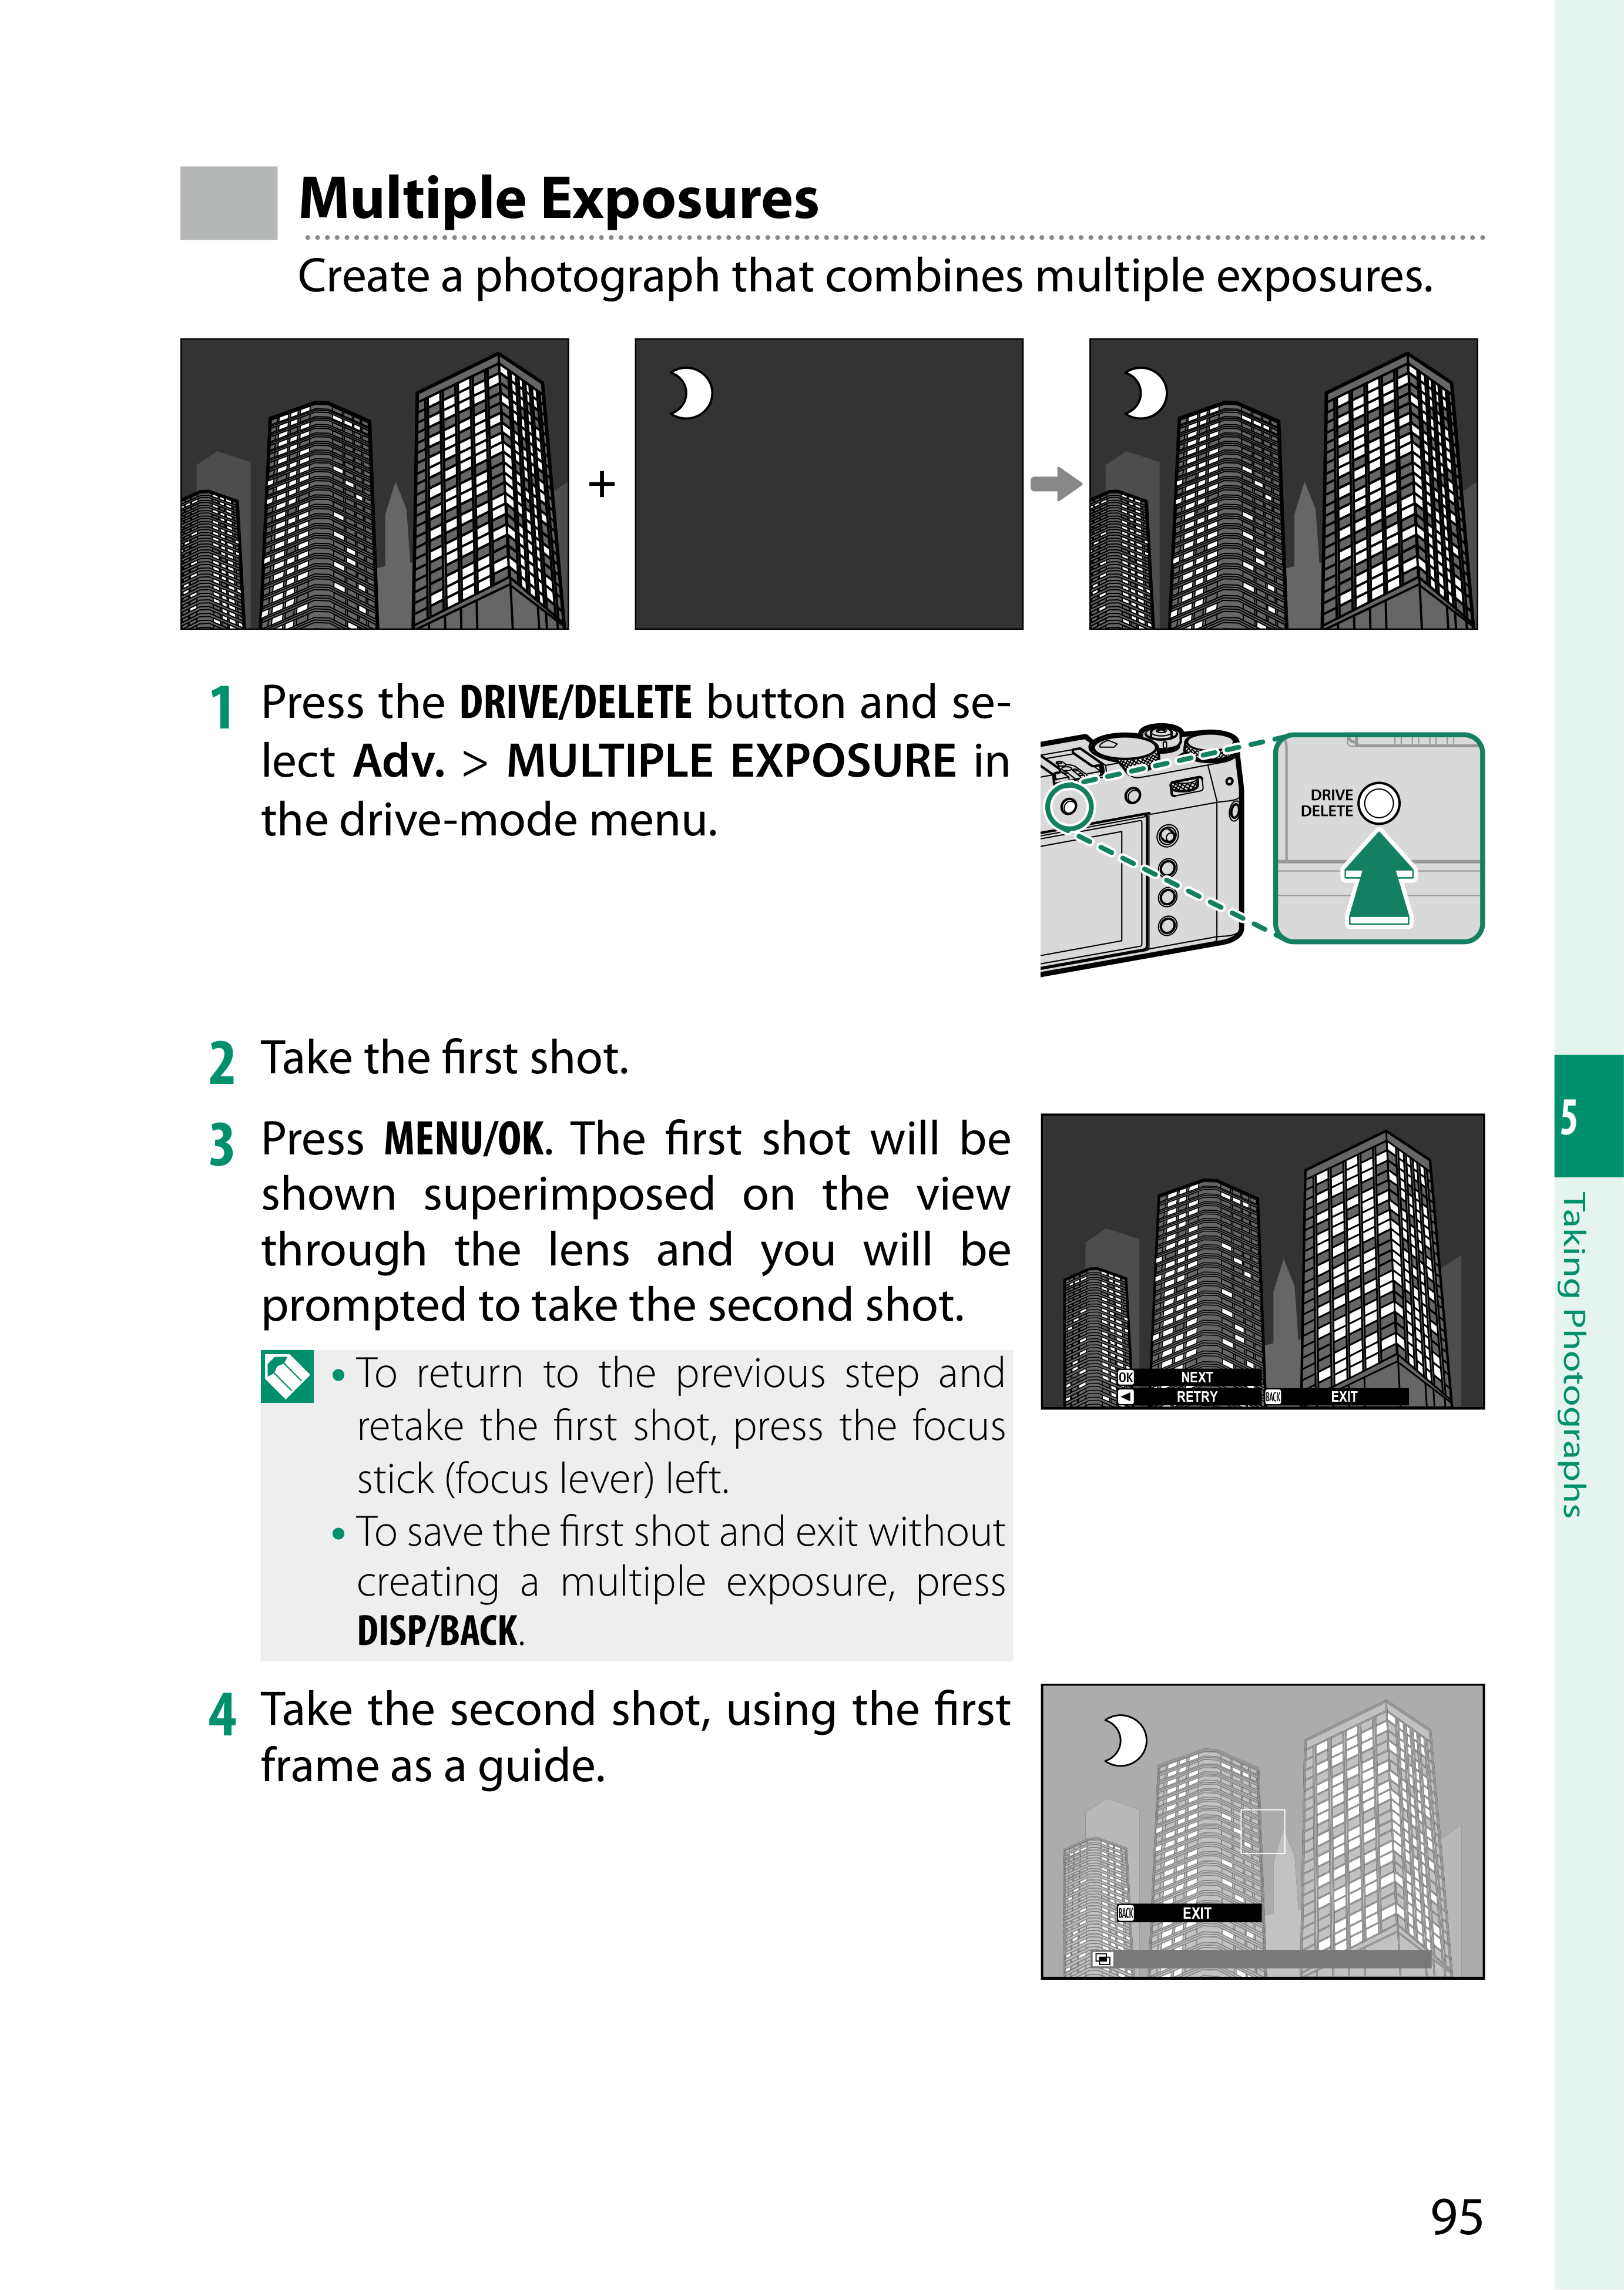 Multiple Exposures
Create a photograph that combines multiple exposures.
+
1 Press the DRIVE/DELETE button and se-
lect Adv. > MULTIPLE EXPOSURE in
the drive-mode menu.
DRIVE
DELETE
2 Take the first shot.
3 Press MENU/OK. The first shot will be
shown superimposed on the view
through the lens and you will be
prompted to take the second shot.
OK NEXT
◀ RETRY BACK EXIT
• To return to the previous step and
retake the first shot, press the focus
stick (focus lever) left.
• To save the first shot and exit without
creating a multiple exposure, press
DISP/BACK.
4 Take the second shot, using the first
frame as a guide.
BACK EXIT
5
Taking Photographs
95